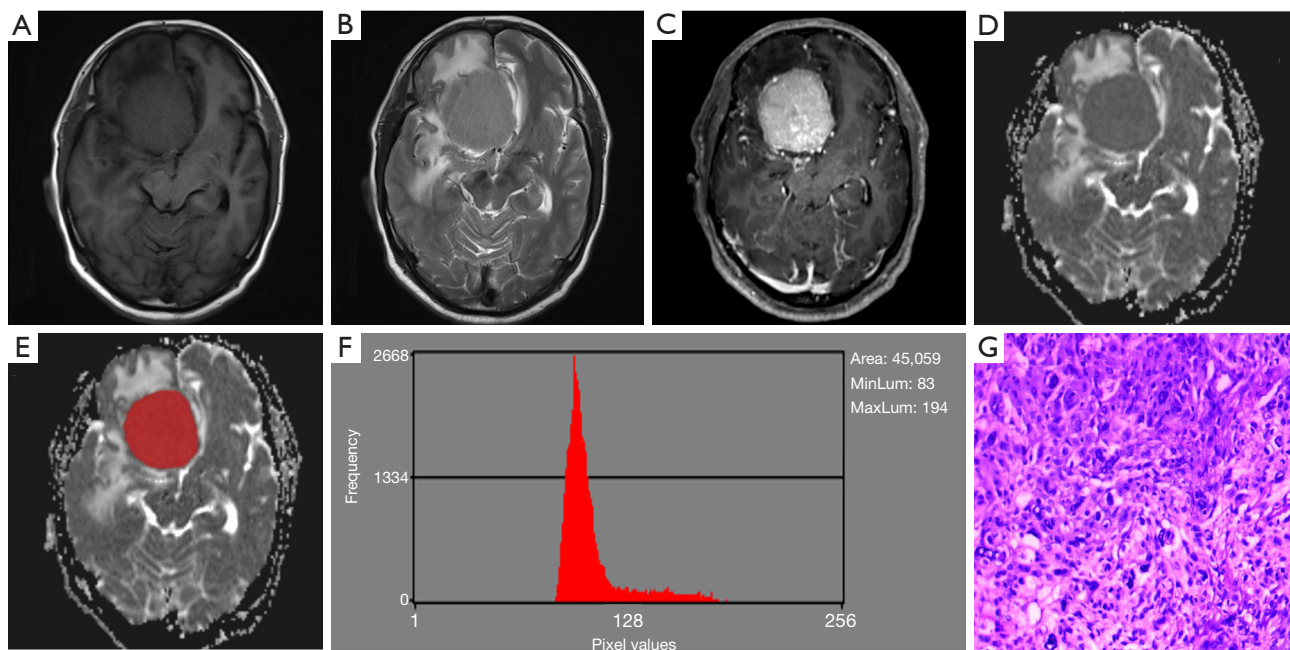 A
B
C
D
E
F
G
2668
1334
0
Frequency
1
128
256
Pixel values
Area: 45,059
MinLum: 83
MaxLum: 194